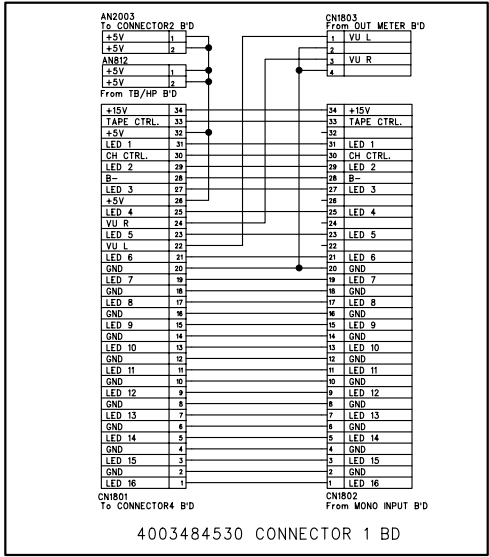 AN2003
To CONNECTOR2 B'D
+5V 1
+5V 2
AN812
+5V 1
+5V 2
From TB/HP B'D
CN1803
From OUT METER B'D
1 VU L
2
3 VU R
4
+15V 34 34 +15V
TAPE CTRL. 33 33 TAPE CTRL.
+5V 32 32
LED 1 31 31 LED 1
CH CTRL. 30 30 CH CTRL.
LED 2 29 29 LED 2
B- 28 28 B-
LED 3 27 27 LED 3
+5V 26 26
LED 4 25 25 LED 4
VU R 24 24
LED 5 23 23 LED 5
VU L 22 22
LED 6 21 21 LED 6
GND 20 20 GND
LED 7 19 19 LED 7
GND 18 18 GND
LED 8 17 17 LED 8
GND 16 16 GND
LED 9 15 15 LED 9
GND 14 14 GND
LED 10 13 13 LED 10
GND 12 12 GND
LED 11 11 11 LED 11
GND 10 10 GND
LED 12 9 9 LED 12
GND 8 8 GND
LED 13 7 7 LED 13
GND 6 6 GND
LED 14 5 5 LED 14
GND 4 4 GND
LED 15 3 3 LED 15
GND 2 2 GND
LED 16 1 1 LED 16
CN1801
To CONNECTOR4 B'D
CN1802
From MONO INPUT B'D
4003484530 CONNECTOR 1 BD